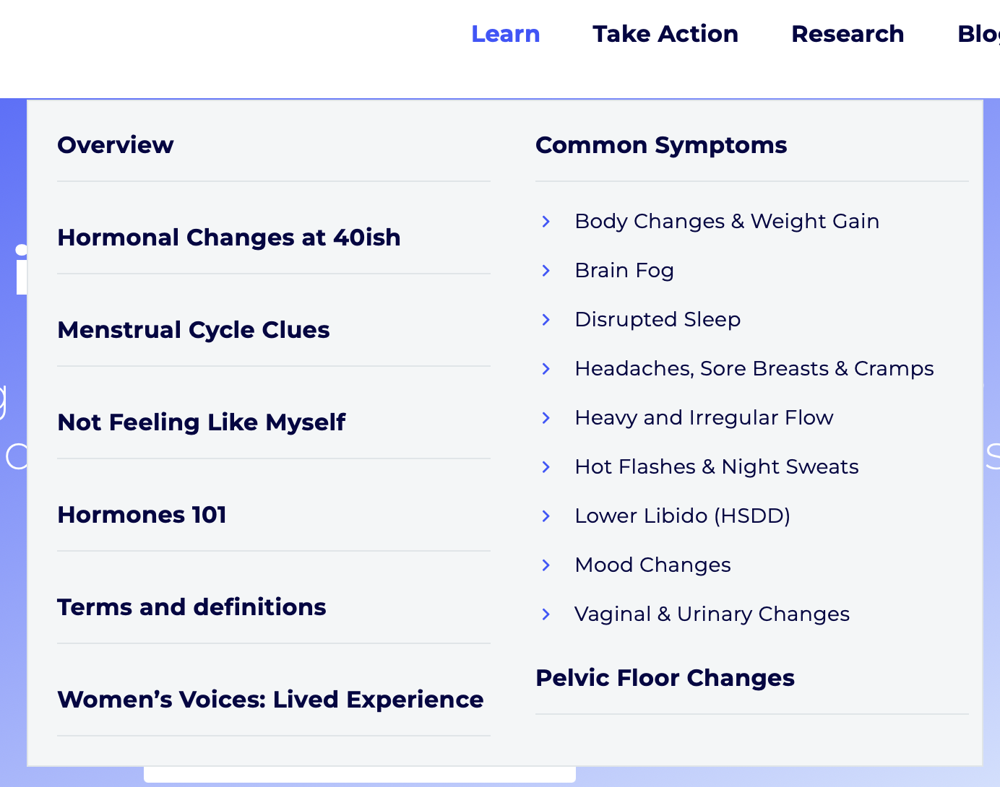 Learn
Take Action
Research
Overview
Hormonal Changes at 40ish
Menstrual Cycle Clues
Not Feeling Like Myself
Hormones 101
Terms and definitions
Women’s Voices: Lived Experience
Common Symptoms
Body Changes & Weight Gain
Brain Fog
Disrupted Sleep
Headaches, Sore Breasts & Cramps
Heavy and Irregular Flow
Hot Flashes & Night Sweats
Lower Libido (HSDD)
Mood Changes
Vaginal & Urinary Changes
Pelvic Floor Changes